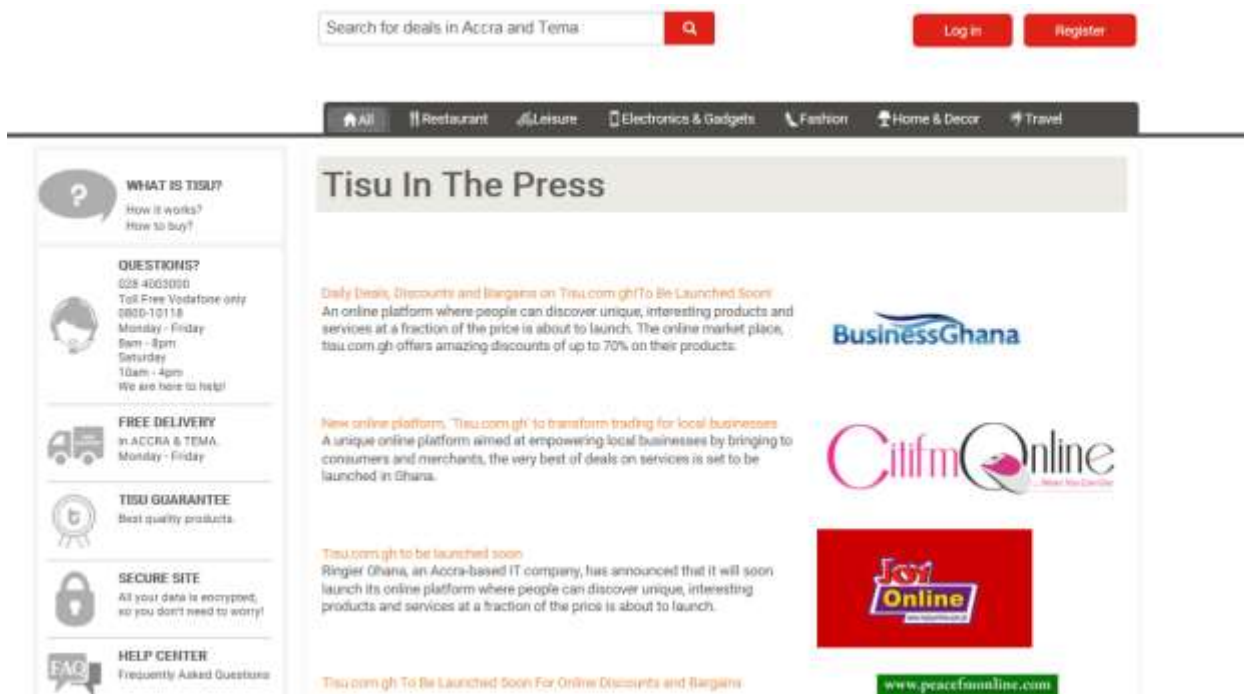 Search for deals in Accra and Tema
Log in
Register
All
Restaurant
Leisure
Electronics & Gadgets
Fashion
Home & Decor
Travel
WHAT IS TISU?
How it works?
How to buy?
QUESTIONS?
028 4003000
Toll Free Vodafone only
0800-10118
Monday - Friday
8am - 8pm
Saturday
10am - 4pm
We are here to help!
FREE DELIVERY
in ACCRA & TEMA.
Monday - Friday
TISU GUARANTEE
Best quality products.
SECURE SITE
All your data is encrypted,
so you don't need to worry!
FAQ
HELP CENTER
Frequently Asked Questions
Tisu In The Press
Daily Deals, Discounts and Bargains on Tisu.com.gh!To Be Launched Soon!
An online platform where people can discover unique, interesting products and
services at a fraction of the price is about to launch. The online market place,
tisu.com.gh offers amazing discounts of up to 70% on their products.
BusinessGhana
New online platform, 'Tisu.com.gh' to transform trading for local businesses
A unique online platform aimed at empowering local businesses by bringing to
consumers and merchants, the very best of deals on services is set to be
launched in Ghana.
CitifmOnline
Tisu.com.gh to be launched soon
Ringier Ghana, an Accra-based IT company, has announced that it will soon
launch its online platform where people can discover unique, interesting
products and services at a fraction of the price is about to launch.
JOY
Online
Tisu.com.gh To Be Launched Soon For Online Discounts and Bargains
www.peacefmonline.com